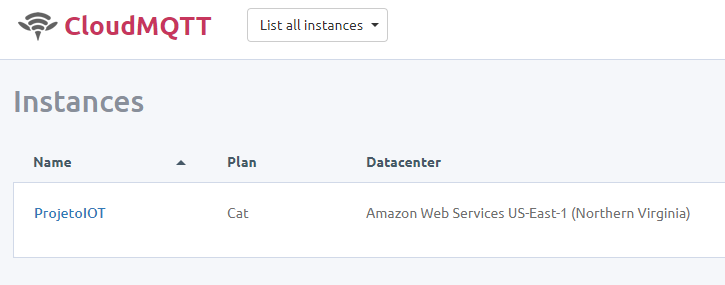 CloudMQTT
List all instances
Instances
Name Plan Datacenter
ProjetoIOT Cat Amazon Web Services US-East-1 (Northern Virginia)